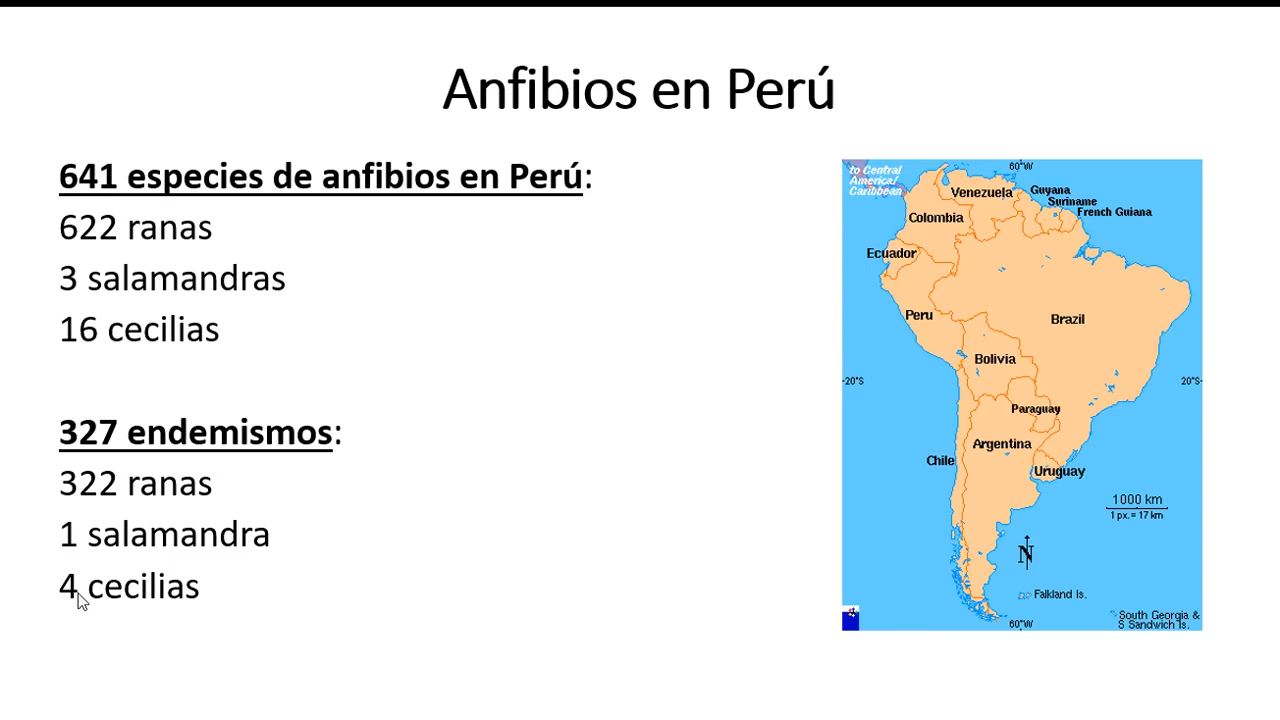 Anfibios en Perú
641 especies de anfibios en Perú:
622 ranas
3 salamandras
16 cecilias
327 endemismos:
322 ranas
1 salamandra
4 cecilias
to Central
America/
Caribbean
60°W
Venezuela
Guyana
Suriname
French Guiana
Colombia
Ecuador
Peru
Brazil
Bolivia
20°S
20°S
Paraguay
Argentina
Chile
Uruguay
1000 km
1 px. = 17 km
N
Falkland Is.
South Georgia &
S Sandwich Is.
60°W